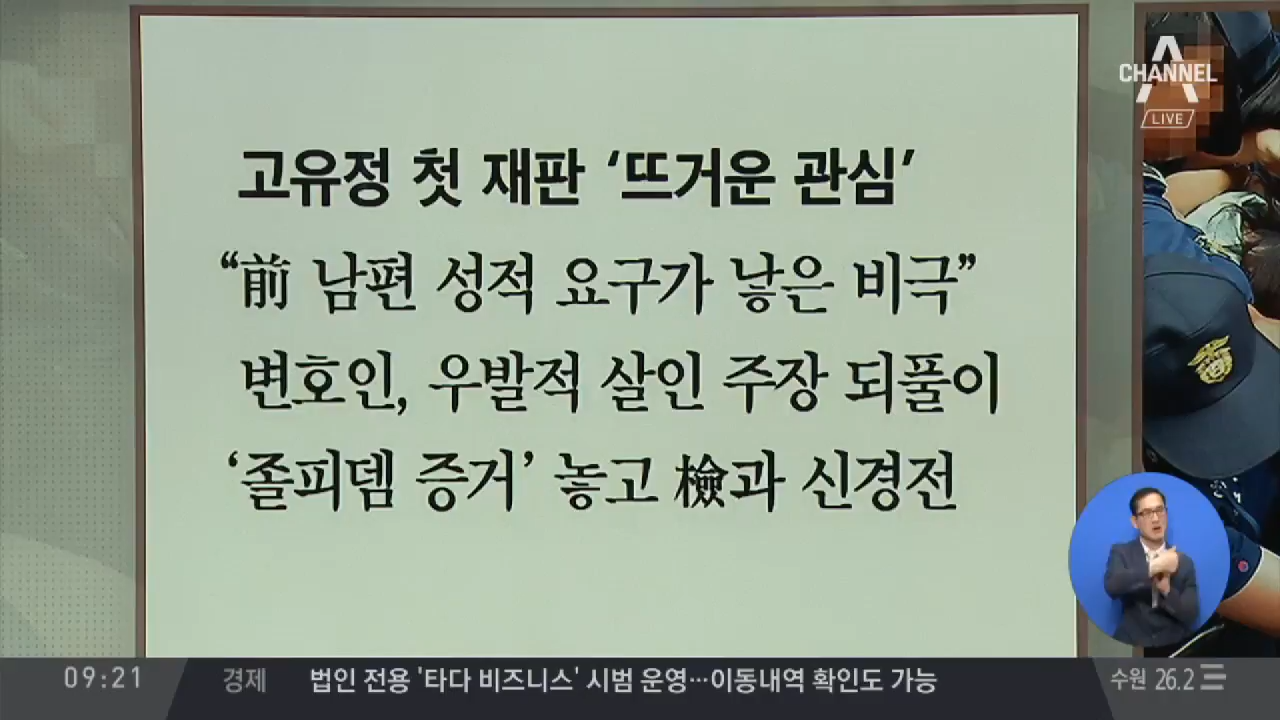 CHANNEL A
LIVE
고유정 첫 재판 ‘뜨거운 관심’
“前 남편 성적 요구가 낳은 비극”
변호인, 우발적 살인 주장 되풀이
‘졸피뎀 증거’ 놓고 檢과 신경전
09:21 경제 법인 전용 '타다 비즈니스' 시범 운영…이동내역 확인도 가능 수원 26.2